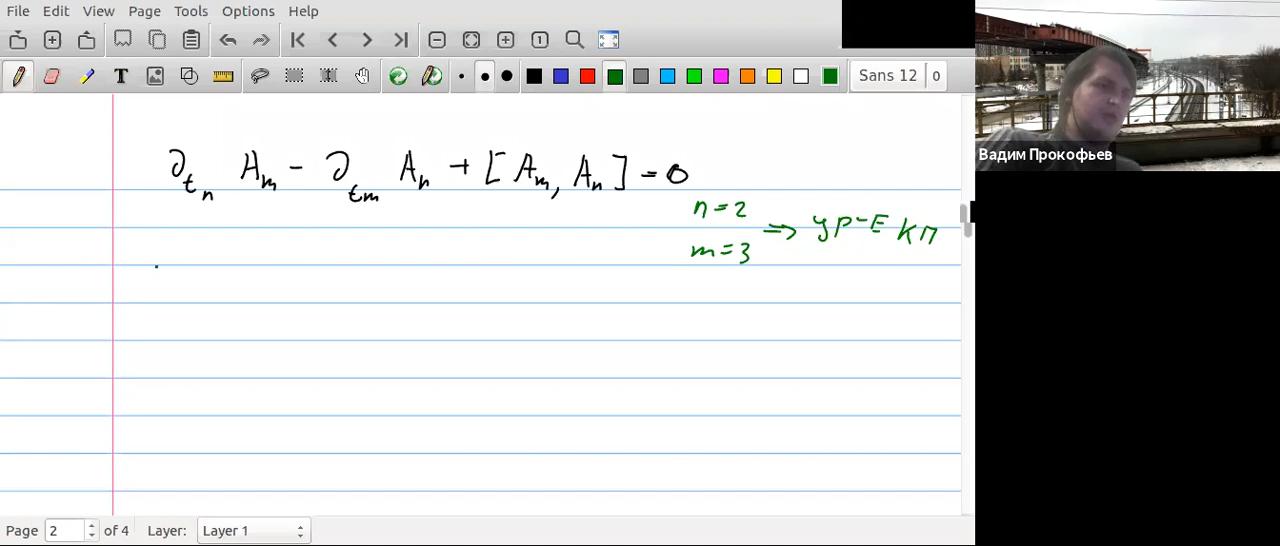 File Edit View Page Tools Options Help
Sans 12 0
∂_{t_n} A_m - ∂_{t_m} A_n + [A_m, A_n] = 0
n = 2
m = 3
⇒ ур-е КП
Вадим Прокофьев
Page 2 of 4 Layer: Layer 1